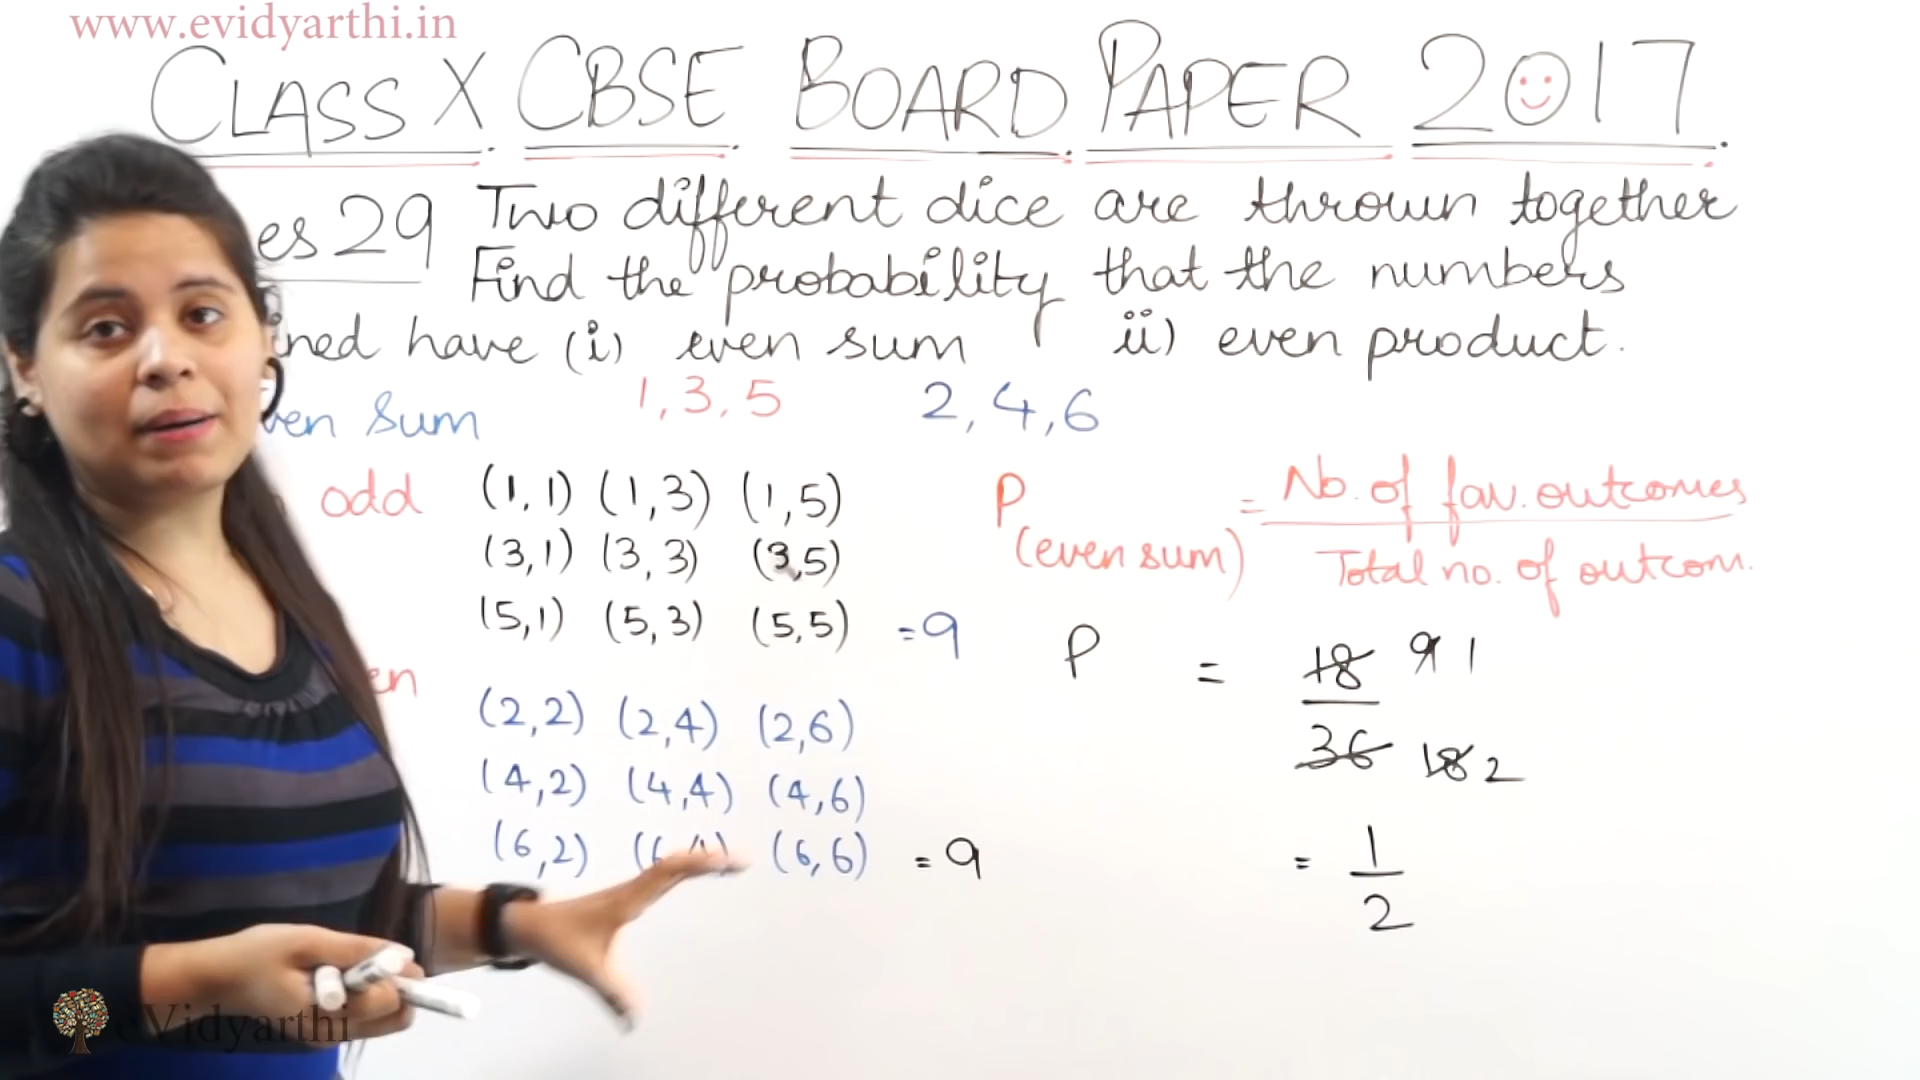 www.evidyarthi.in
CLASS X CBSE BOARD PAPER 2017.
es 29 Two different dice are thrown together
Find the probability that the numbers
ined have (i) even sum ii) even product.
ven Sum 1, 3, 5 2, 4, 6
odd (1, 1) (1, 3) (1, 5)
(3, 1) (3, 3) (3, 5)
(5, 1) (5, 3) (5, 5) = 9
en
(2, 2) (2, 4) (2, 6)
(4, 2) (4, 4) (4, 6)
(6, 2) (6, 6) = 9
P (even sum) = No. of fav. outcomes
Total no. of outcom.
P = 18 9 1
36 18 2
= 1
2
eVidyarthi